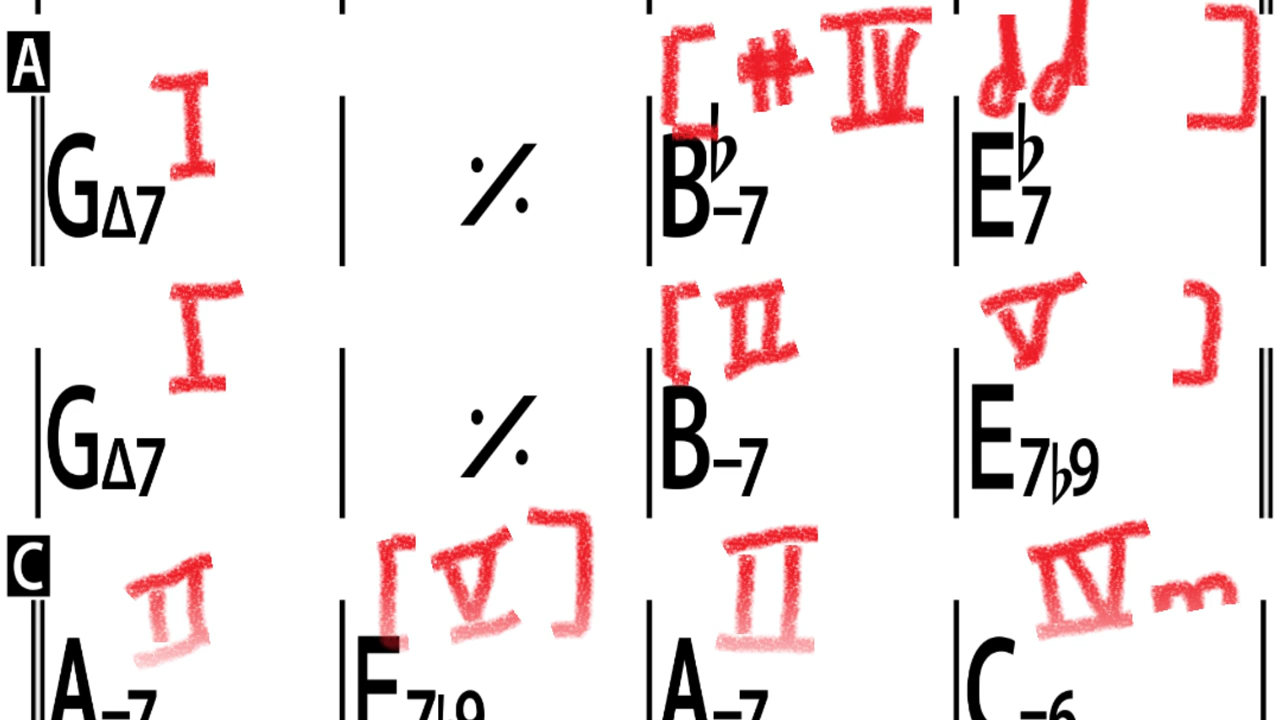 A I [ #IV ♩♩ ]
GΔ7 % B♭-7 E♭7
I [ II V ]
GΔ7 % B-7 E7♭9
C II [ V ] II IVm
A-7 E7♭9 A-7 C-6